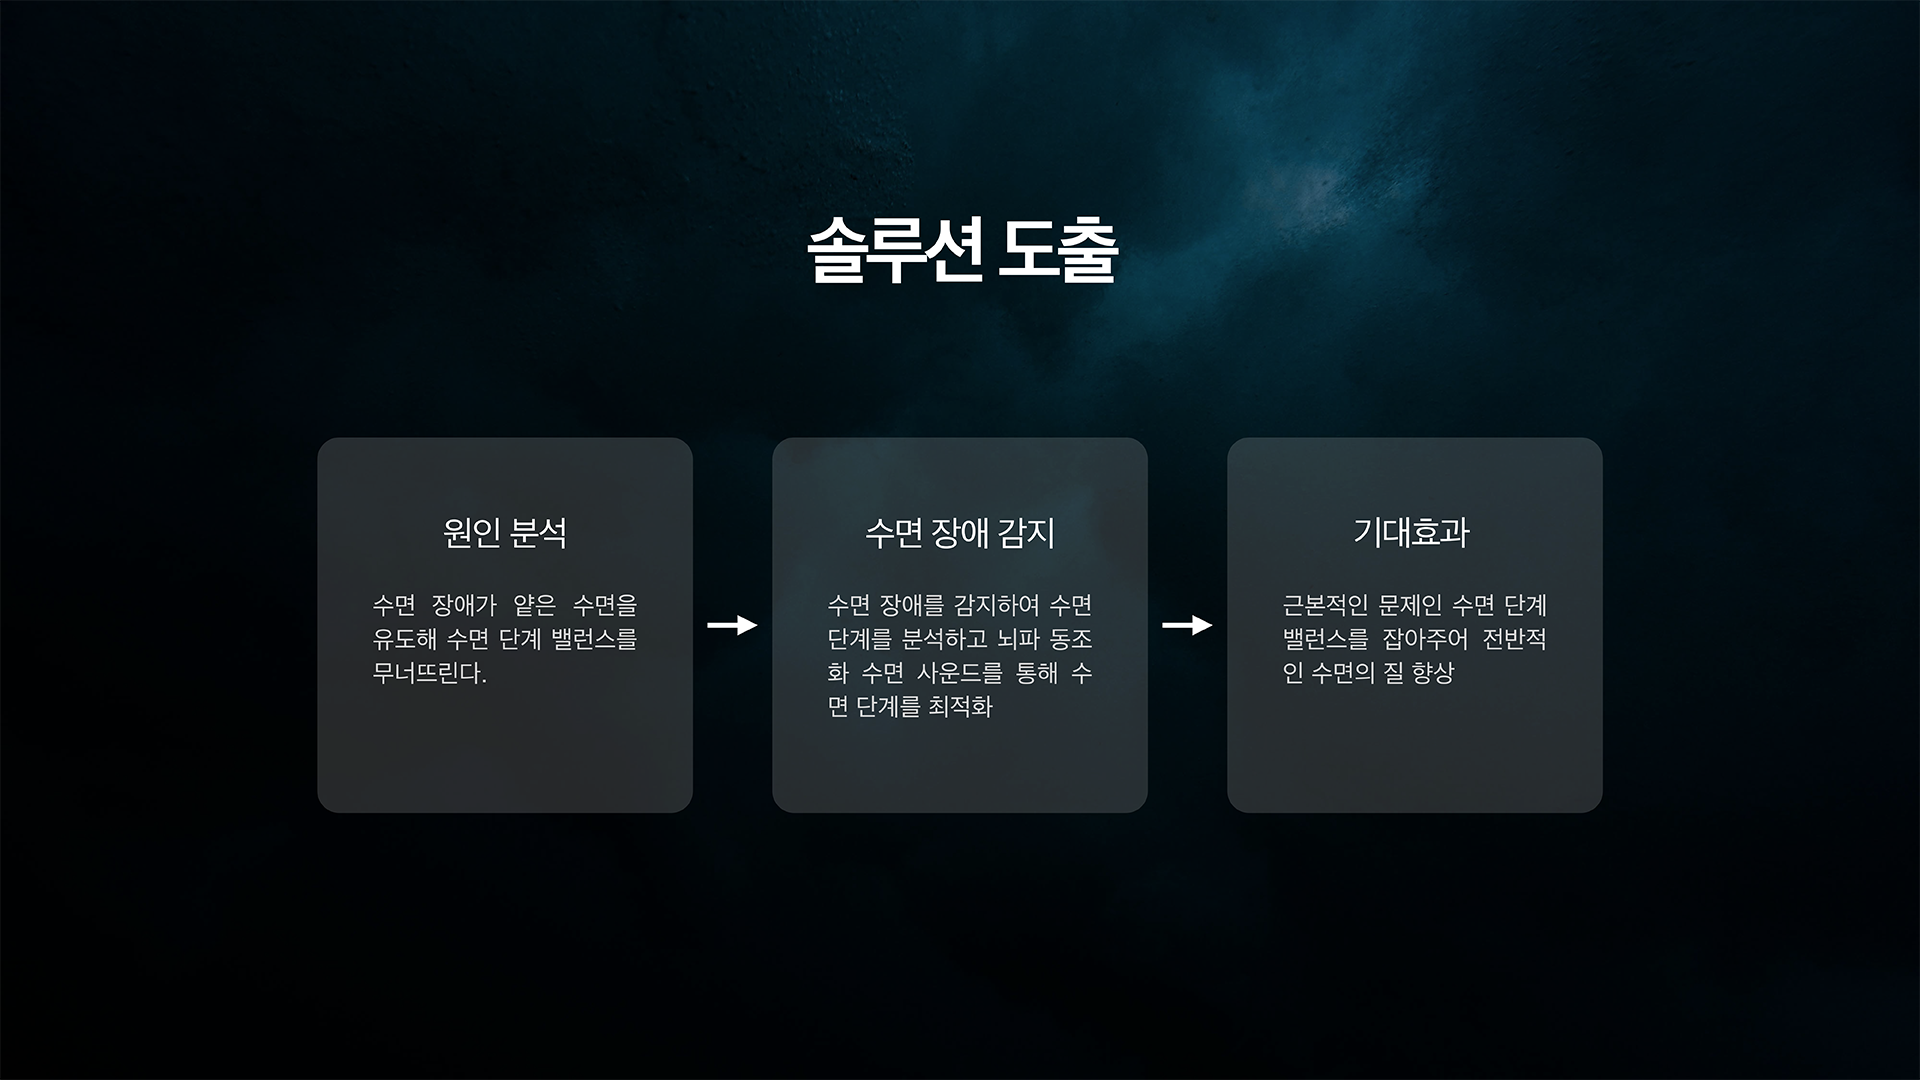 솔루션 도출
원인 분석
수면 장애가 얕은 수면을
유도해 수면 단계 밸런스를
무너뜨린다.
수면 장애 감지
수면 장애를 감지하여 수면
단계를 분석하고 뇌파 동조
화 수면 사운드를 통해 수
면 단계를 최적화
기대효과
근본적인 문제인 수면 단계
밸런스를 잡아주어 전반적
인 수면의 질 향상